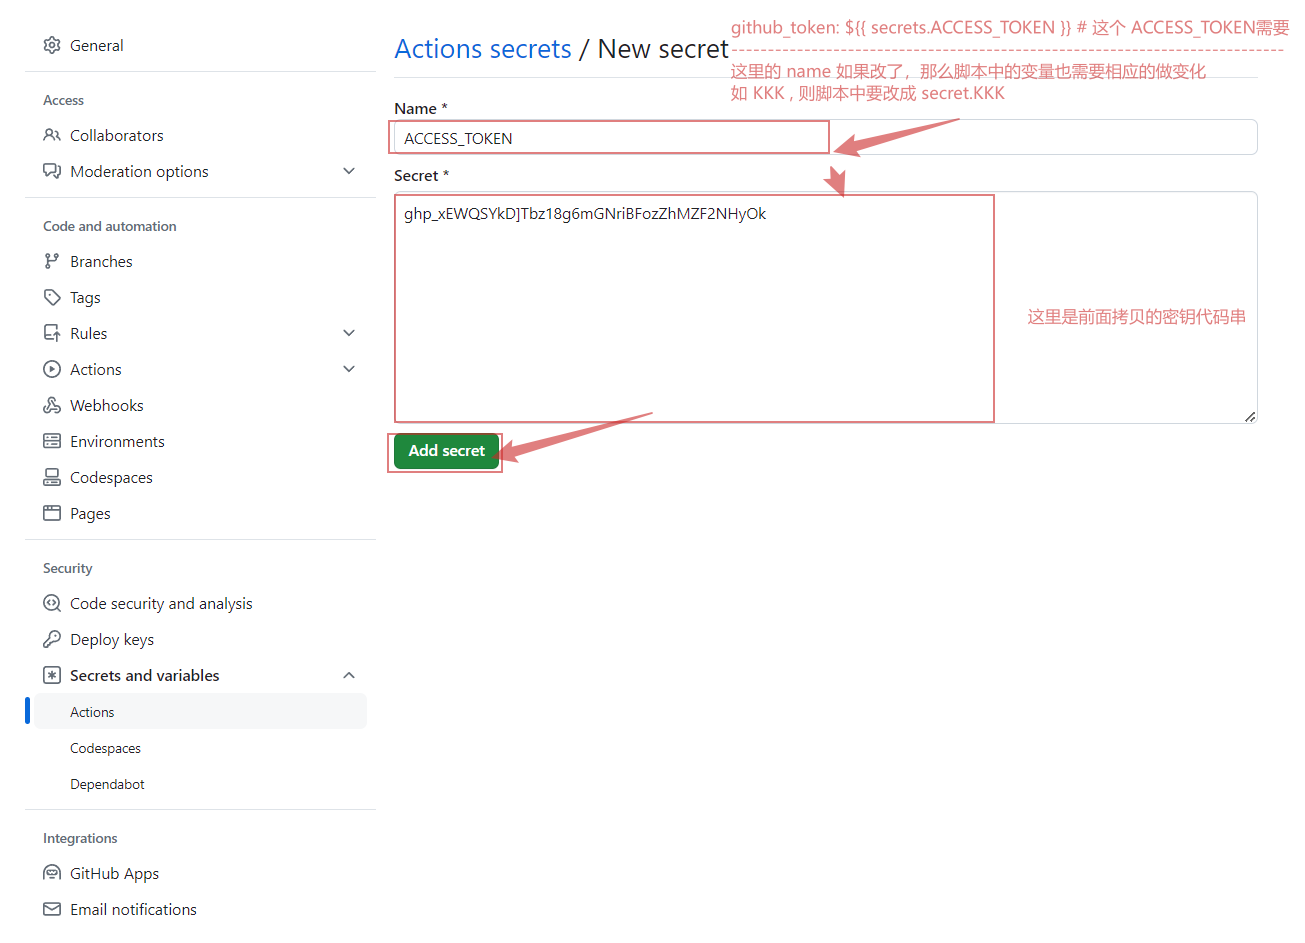 General
Access
Collaborators
Moderation options
Code and automation
Branches
Tags
Rules
Actions
Webhooks
Environments
Codespaces
Pages
Security
Code security and analysis
Deploy keys
Secrets and variables
Actions
Codespaces
Dependabot
Integrations
GitHub Apps
Email notifications
Actions secrets / New secret
github_token: ${{ secrets.ACCESS_TOKEN }} # 这个 ACCESS_TOKEN需要
这里的 name 如果改了，那么脚本中的变量也需要相应的做变化
如 KKK , 则脚本中要改成 secret.KKK
Name *
ACCESS_TOKEN
Secret *
ghp_xEWQSYkD]Tbz18g6mGNriBFozZhMZF2NHyOk
这里是前面拷贝的密钥代码串
Add secret